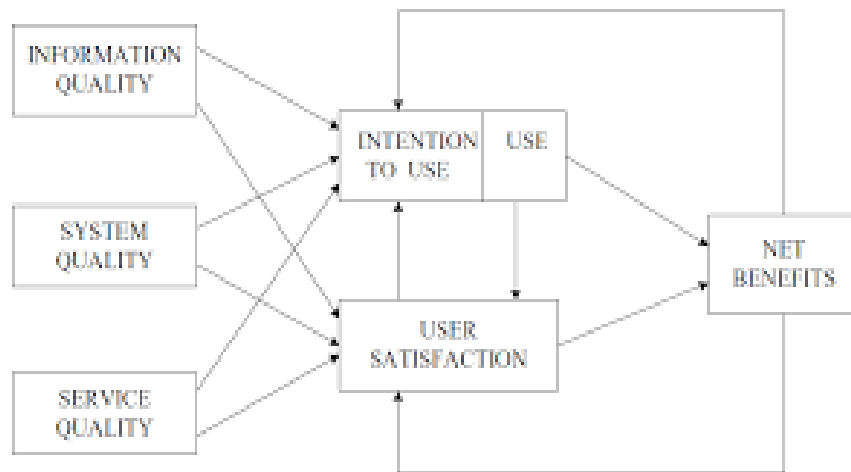 INFORMATION
QUALITY
INTENTION
TO USE
USE
SYSTEM
QUALITY
NET
BENEFITS
USER
SATISFACTION
SERVICE
QUALITY